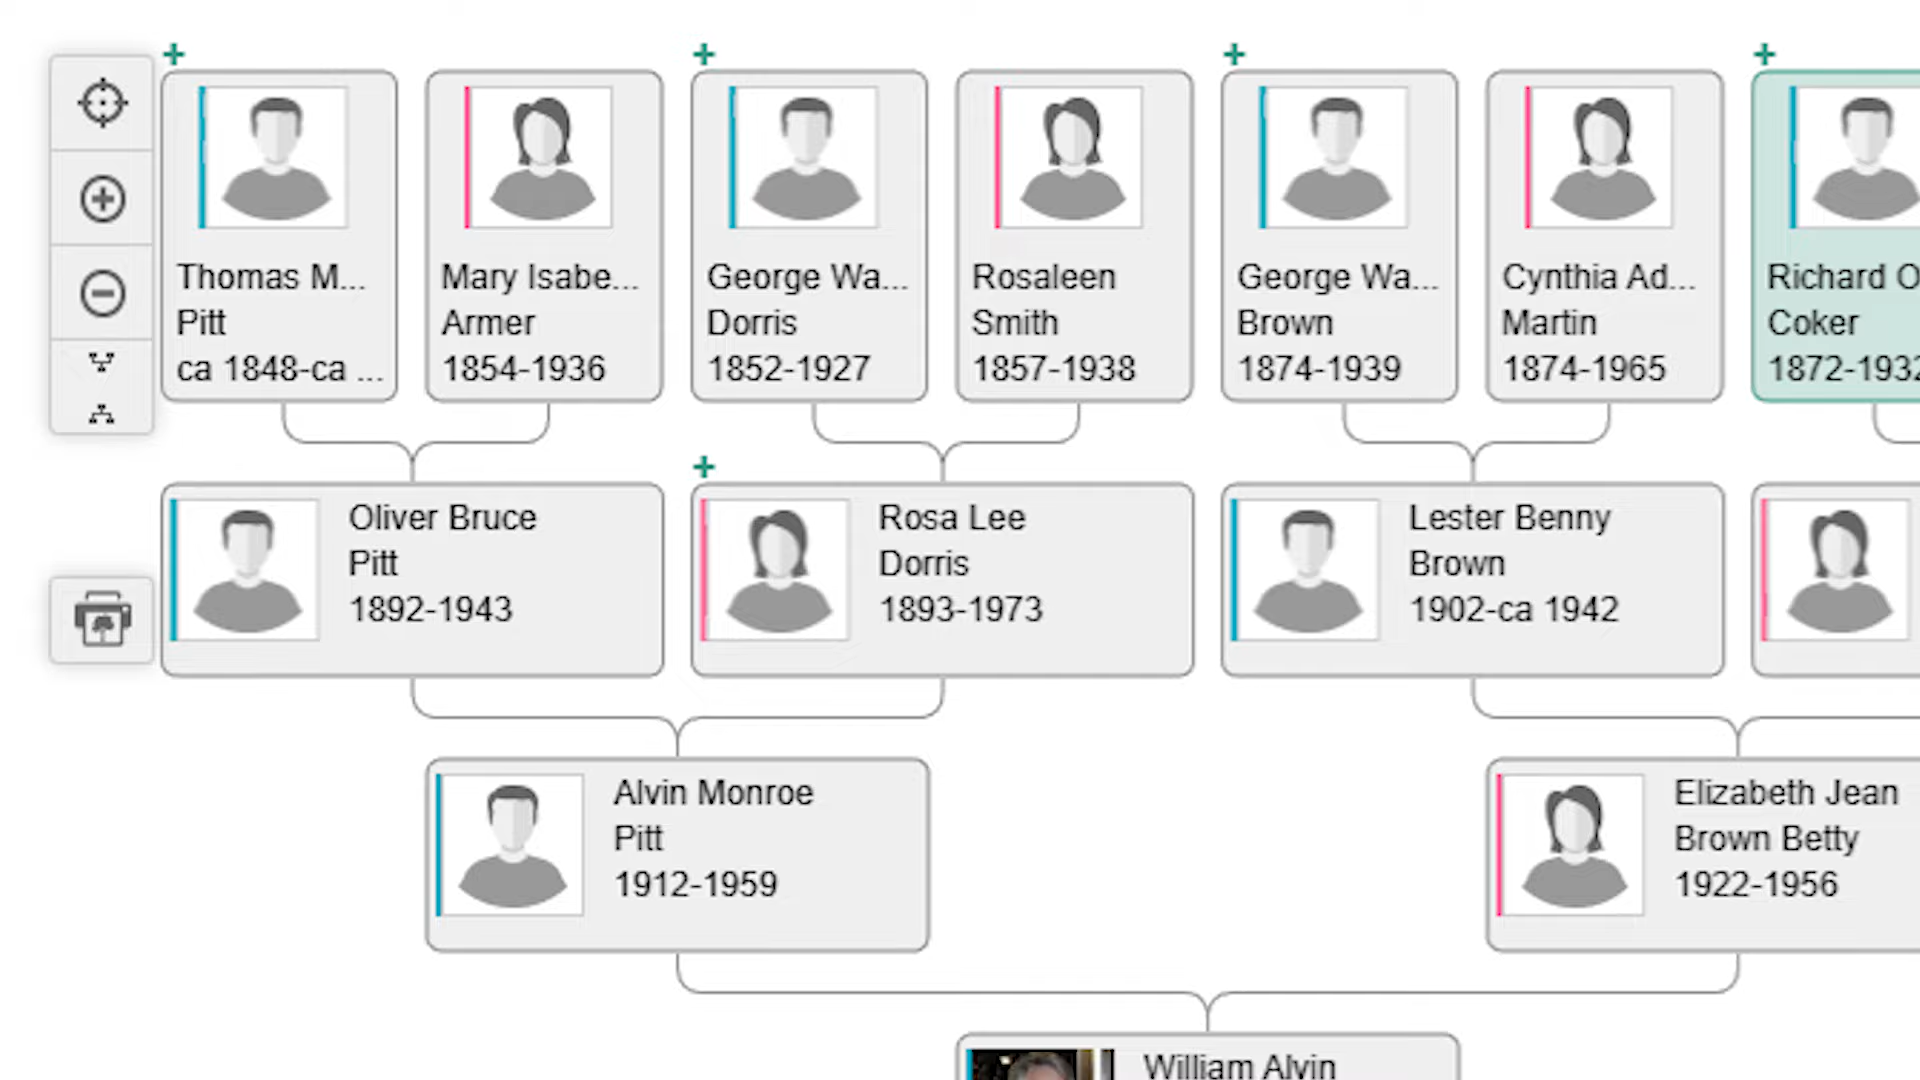 Thomas M...
Pitt
ca 1848-ca ...
Mary Isabe...
Armer
1854-1936
George Wa...
Dorris
1852-1927
Rosaleen
Smith
1857-1938
George Wa...
Brown
1874-1939
Cynthia Ad...
Martin
1874-1965
Richard O
Coker
1872-1932
Oliver Bruce
Pitt
1892-1943
Rosa Lee
Dorris
1893-1973
Lester Benny
Brown
1902-ca 1942
Alvin Monroe
Pitt
1912-1959
Elizabeth Jean
Brown Betty
1922-1956
William Alvin